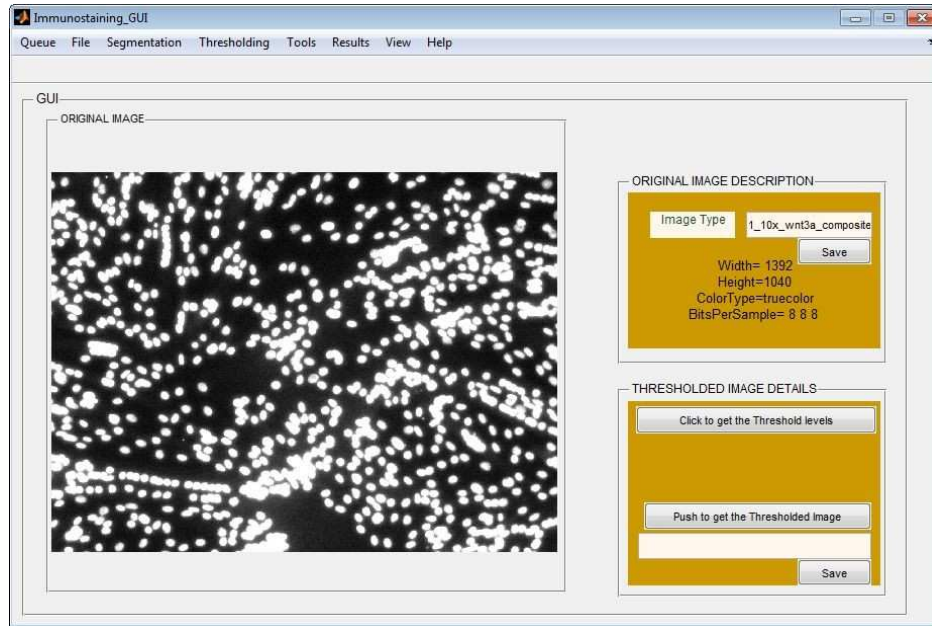 Immunostaining_GUI
Queue File Segmentation Thresholding Tools Results View Help
GUI
ORIGINAL IMAGE
ORIGINAL IMAGE DESCRIPTION
Image Type 1_10x_wnt3a_composite
Save
Width= 1392
Height=1040
ColorType=truecolor
BitsPerSample= 8 8 8
THRESHOLDED IMAGE DETAILS
Click to get the Threshold levels
Push to get the Thresholded Image
Save